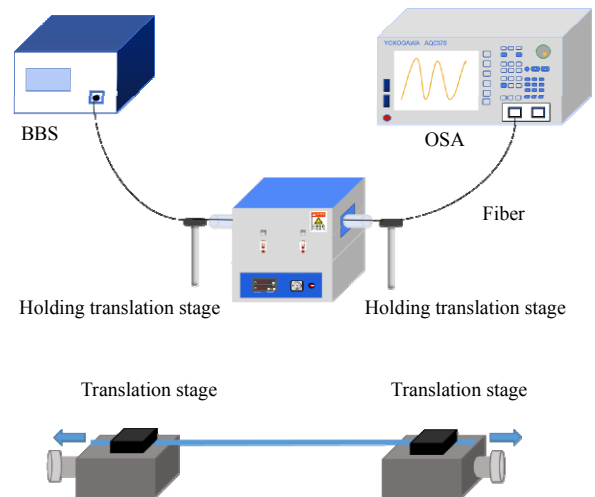 YOKOGAWA AQ6370
BBS
OSA
Fiber
Holding translation stage
Holding translation stage
Translation stage
Translation stage